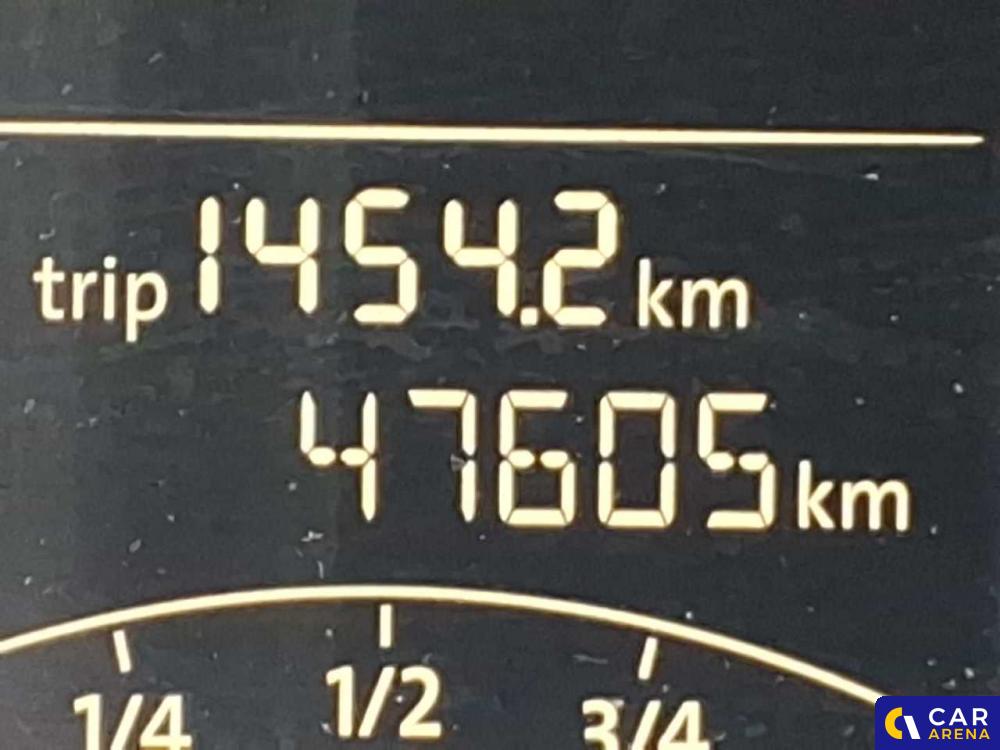 trip 1454.2 km
47605 km
1/4 1/2 3/4
CAR
ARENA